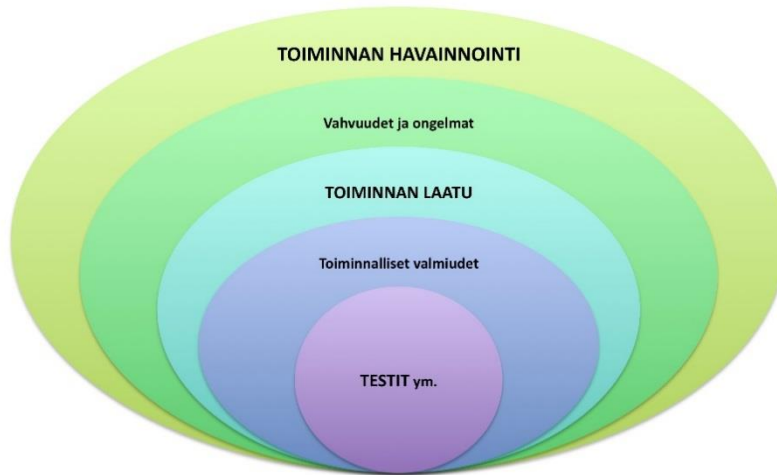 TOIMINNAN HAVAINNOINTI
Vahvuudet ja ongelmat
TOIMINNAN LAATU
Toiminnalliset valmiudet
TESTIT ym.